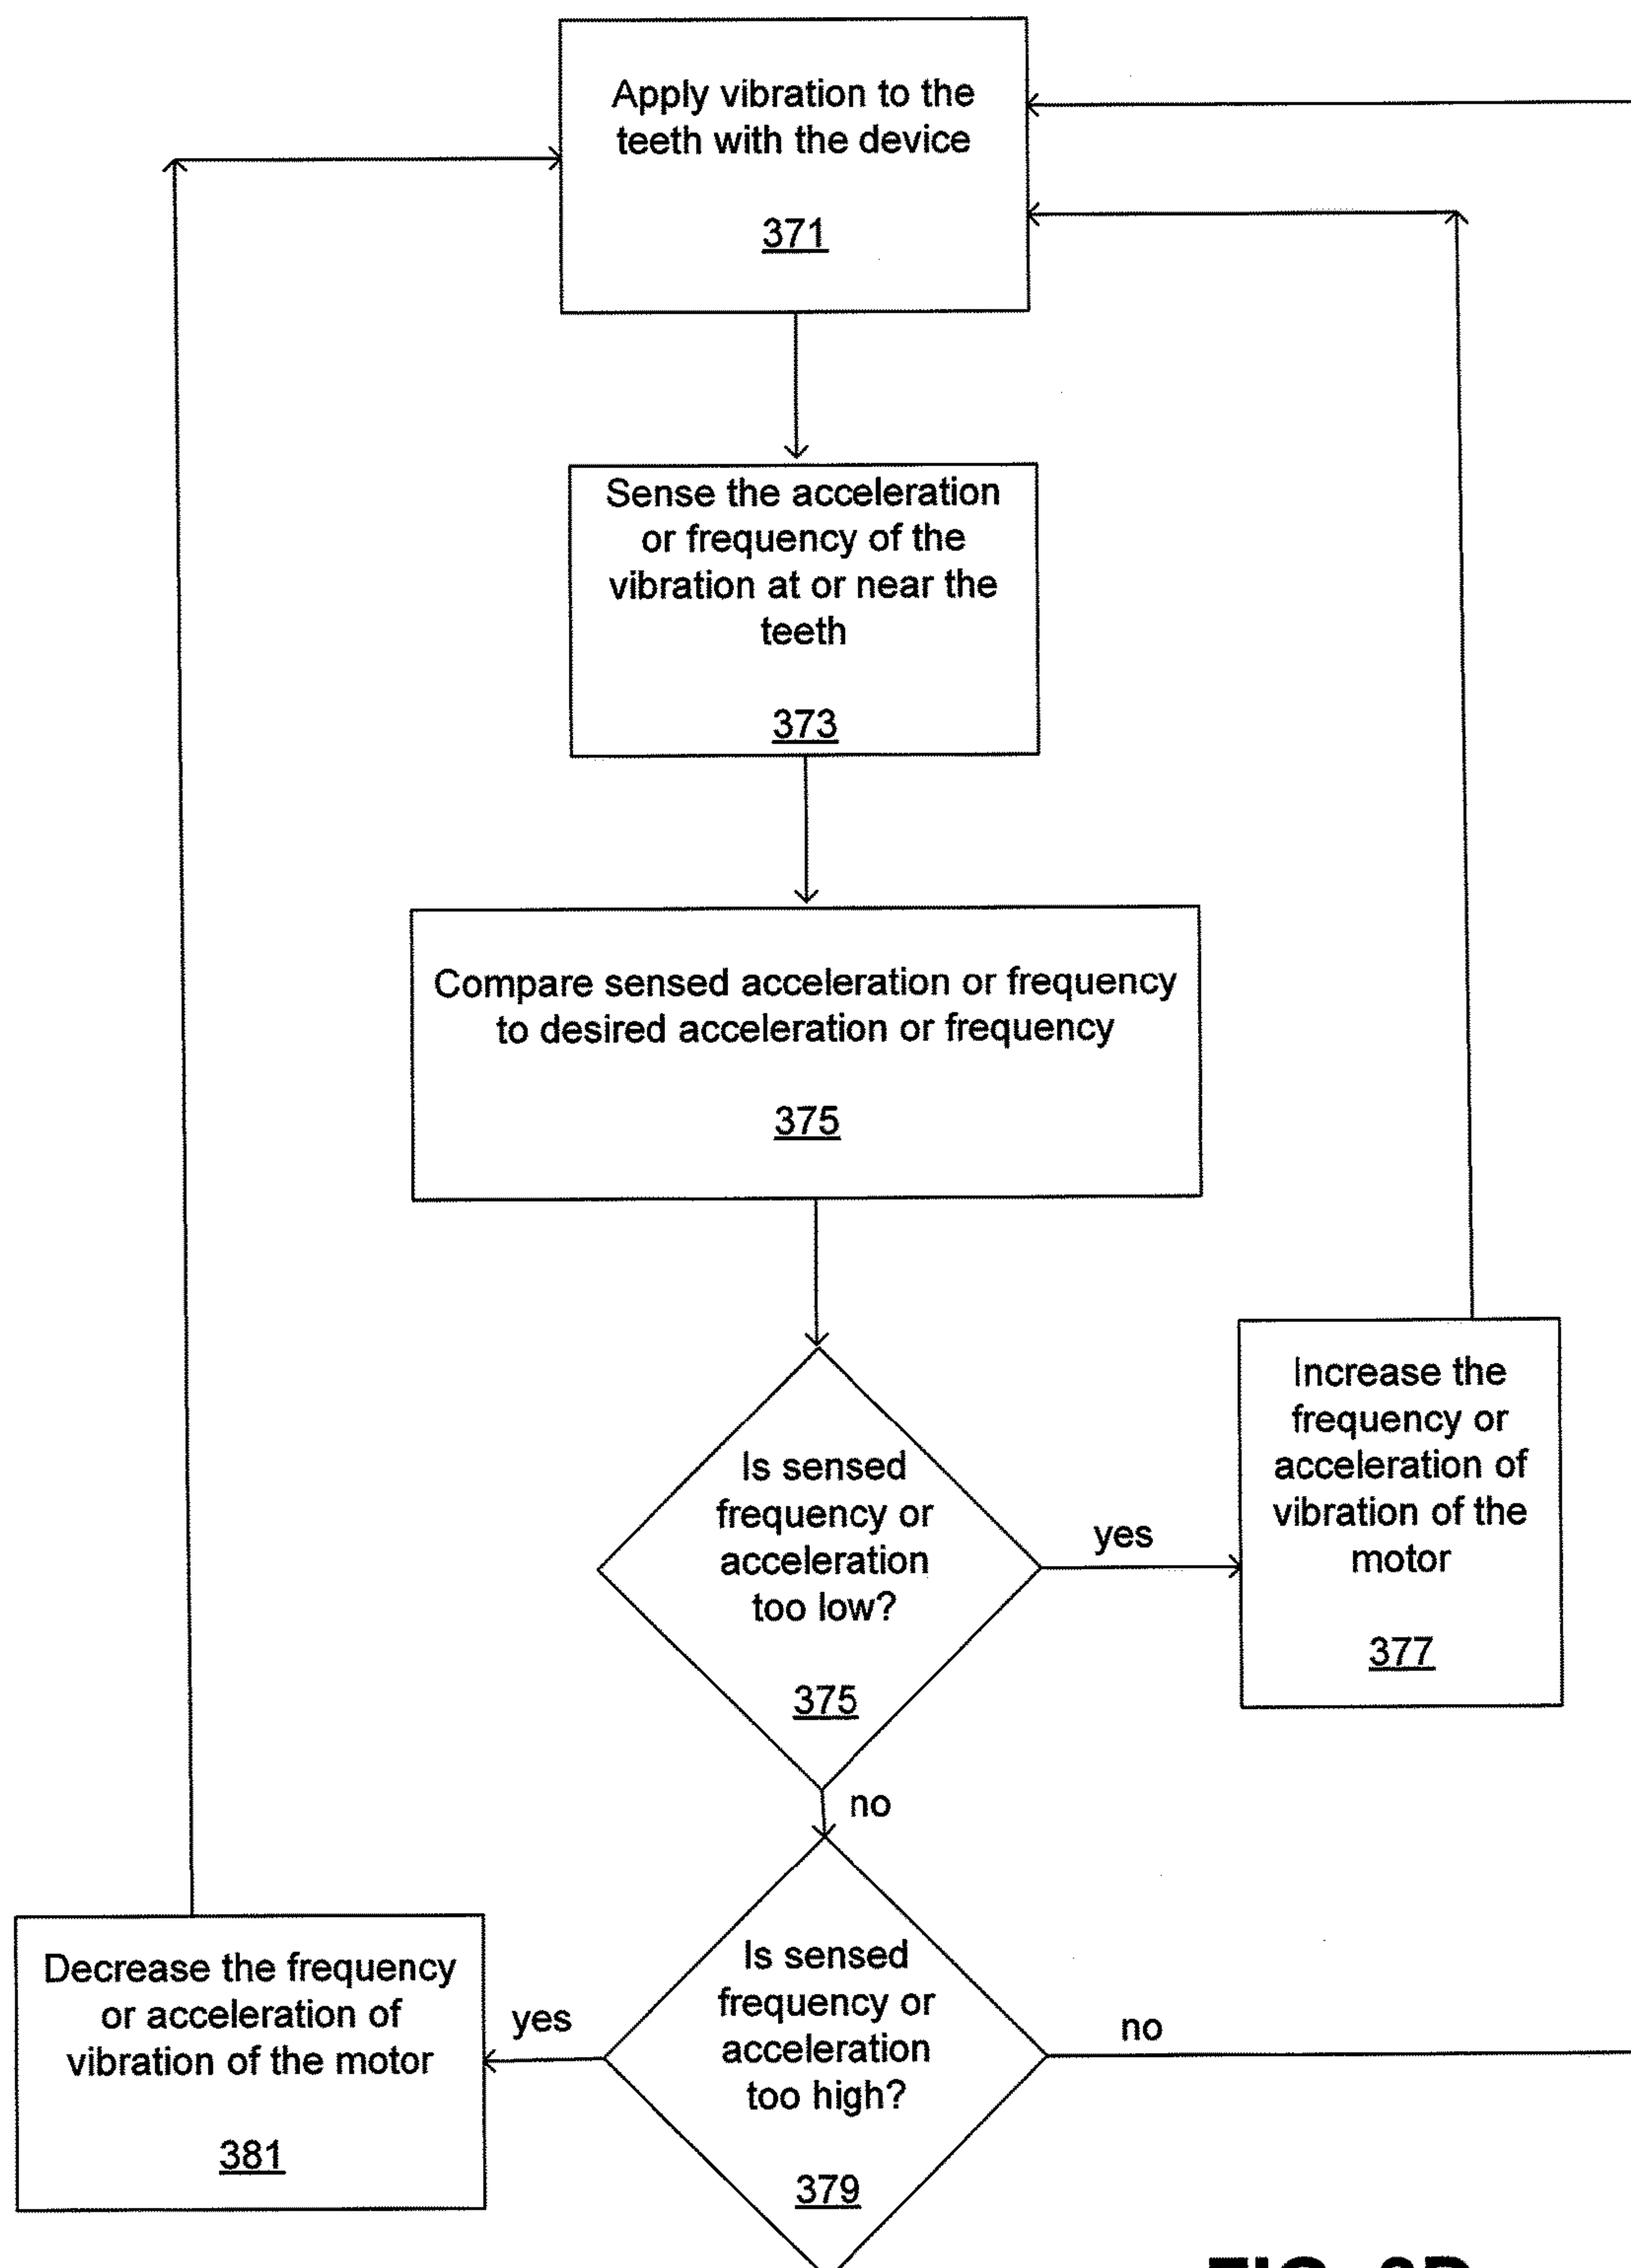 Apply vibration to the
teeth with the device
371
Sense the acceleration
or frequency of the
vibration at or near the
teeth
373
Compare sensed acceleration or frequency
to desired acceleration or frequency
375
Is sensed
frequency or
acceleration
too low?
375
yes
Increase the
frequency or
acceleration of
vibration of the
motor
377
no
Is sensed
frequency or
acceleration
too high?
379
yes
Decrease the frequency
or acceleration of
vibration of the motor
381
no